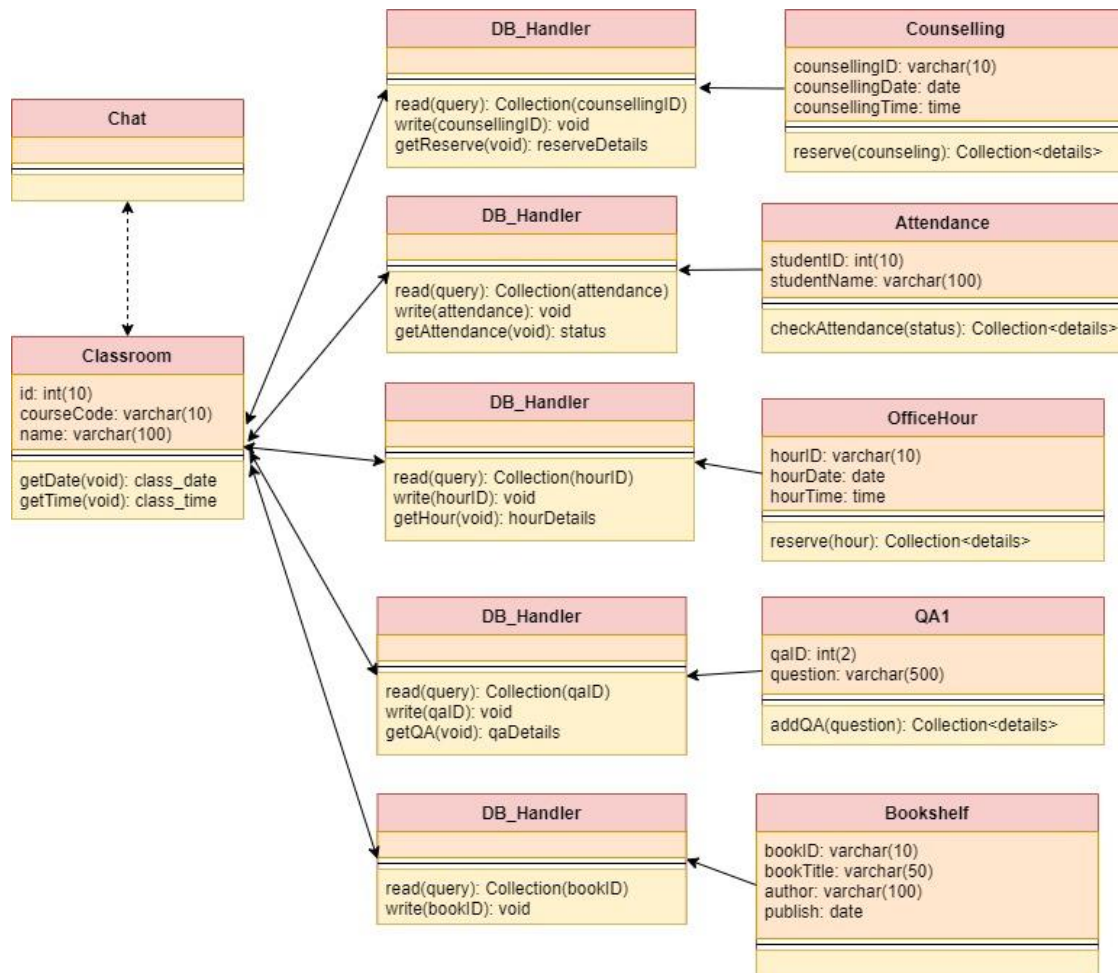 DB_Handler
read(query): Collection(counsellingID)
write(counsellingID): void
getReserve(void): reserveDetails
Counselling
counsellingID: varchar(10)
counsellingDate: date
counsellingTime: time
reserve(counseling): Collection<details>
Chat
DB_Handler
read(query): Collection(attendance)
write(attendance): void
getAttendance(void): status
Attendance
studentID: int(10)
studentName: varchar(100)
checkAttendance(status): Collection<details>
Classroom
id: int(10)
courseCode: varchar(10)
name: varchar(100)
getDate(void): class_date
getTime(void): class_time
DB_Handler
read(query): Collection(hourID)
write(hourID): void
getHour(void): hourDetails
OfficeHour
hourID: varchar(10)
hourDate: date
hourTime: time
reserve(hour): Collection<details>
DB_Handler
read(query): Collection(qaID)
write(qaID): void
getQA(void): qaDetails
QA1
qaID: int(2)
question: varchar(500)
addQA(question): Collection<details>
DB_Handler
read(query): Collection(bookID)
write(bookID): void
Bookshelf
bookID: varchar(10)
bookTitle: varchar(50)
author: varchar(100)
publish: date